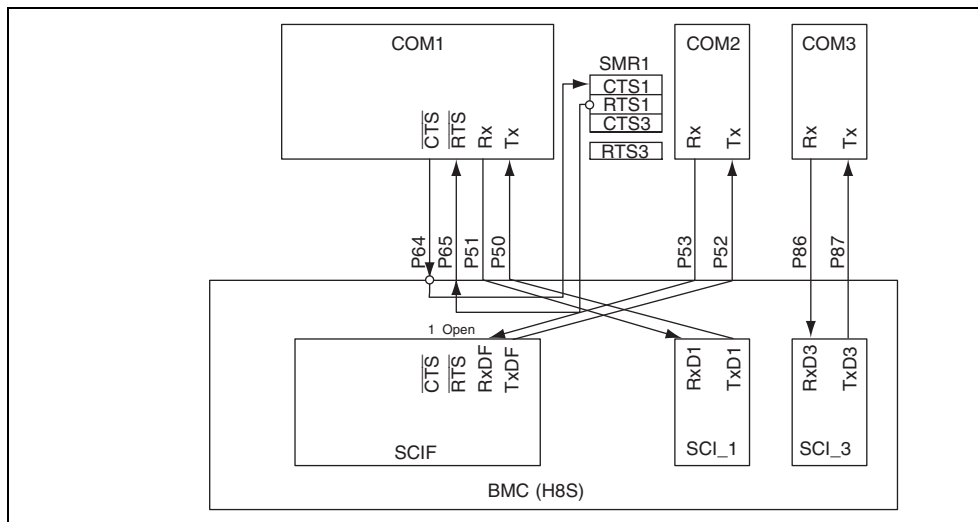 COM1
COM2
COM3
SMR1
CTS1
RTS1
CTS3
RTS3
CTS
RTS
Rx
Tx
Rx
Tx
Rx
Tx
P64
P65
P51
P50
P53
P52
P86
P87
1 Open
CTS
RTS
RxDF
TxDF
RxD1
TxD1
RxD3
TxD3
SCIF
SCI_1
SCI_3
BMC (H8S)